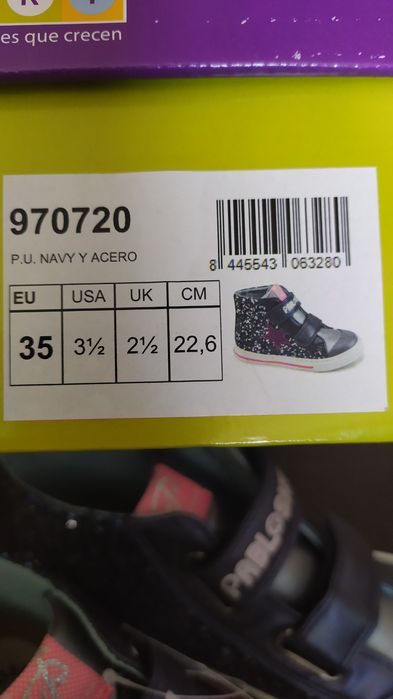 es que crecen
970720
P.U. NAVY Y ACERO
8 445543 063280
EU USA UK CM
35 3½ 2½ 22,6
PABLOSKY